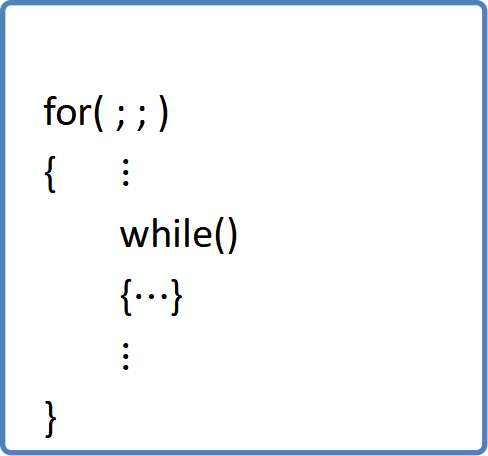 for( ; ; )
{ ⋮
while()
{⋯}
⋮
}